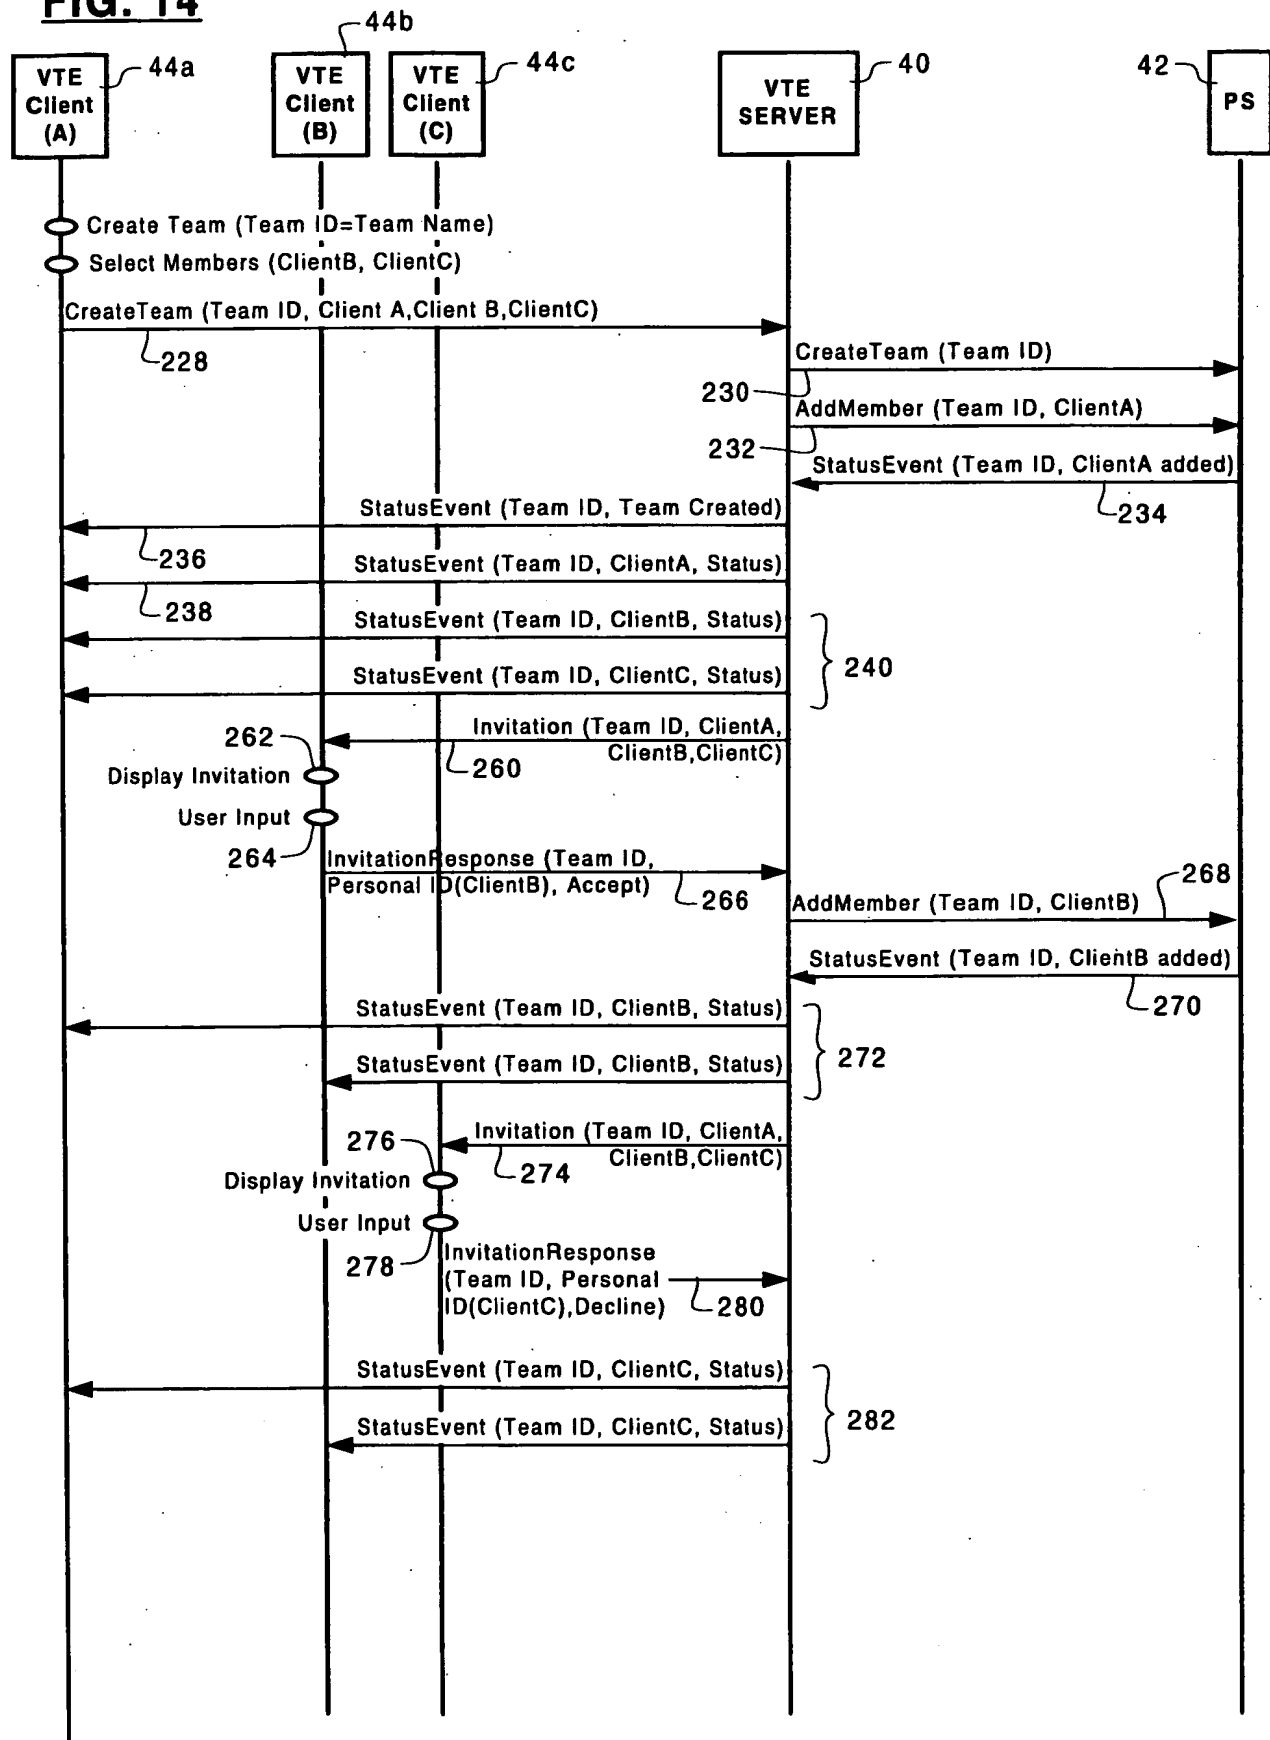 FIG. 14
44a
44b
44c
40
42
VTE
Client
(A)
VTE
Client
(B)
VTE
Client
(C)
VTE
SERVER
PS
Create Team (Team ID=Team Name)
Select Members (ClientB, ClientC)
CreateTeam (Team ID, Client A,Client B,ClientC)
228
CreateTeam (Team ID)
230
AddMember (Team ID, ClientA)
232
StatusEvent (Team ID, ClientA added)
234
StatusEvent (Team ID, Team Created)
236
StatusEvent (Team ID, ClientA, Status)
238
StatusEvent (Team ID, ClientB, Status)
240
StatusEvent (Team ID, ClientC, Status)
Invitation (Team ID, ClientA,
ClientB,ClientC)
260
262
Display Invitation
User Input
264
InvitationResponse (Team ID,
Personal ID(ClientB), Accept)
266
268
AddMember (Team ID, ClientB)
StatusEvent (Team ID, ClientB added)
270
StatusEvent (Team ID, ClientB, Status)
272
StatusEvent (Team ID, ClientB, Status)
Invitation (Team ID, ClientA,
ClientB,ClientC)
274
276
Display Invitation
User Input
278
InvitationResponse
(Team ID, Personal
ID(ClientC),Decline)
280
StatusEvent (Team ID, ClientC, Status)
282
StatusEvent (Team ID, ClientC, Status)